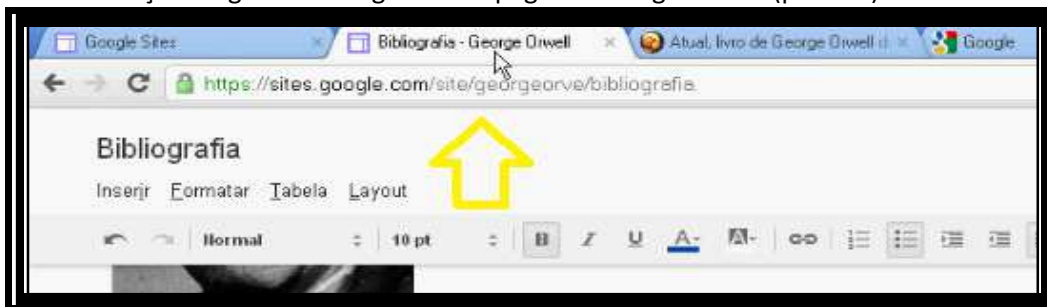 Google Sites Bibliografia - George Orwell Atual, livro de George Orwell d Google
https://sites.google.com/site/georgeorve/bibliografia
Bibliografia
Inserir Formatar Tabela Layout
Normal 10 pt B I U A A